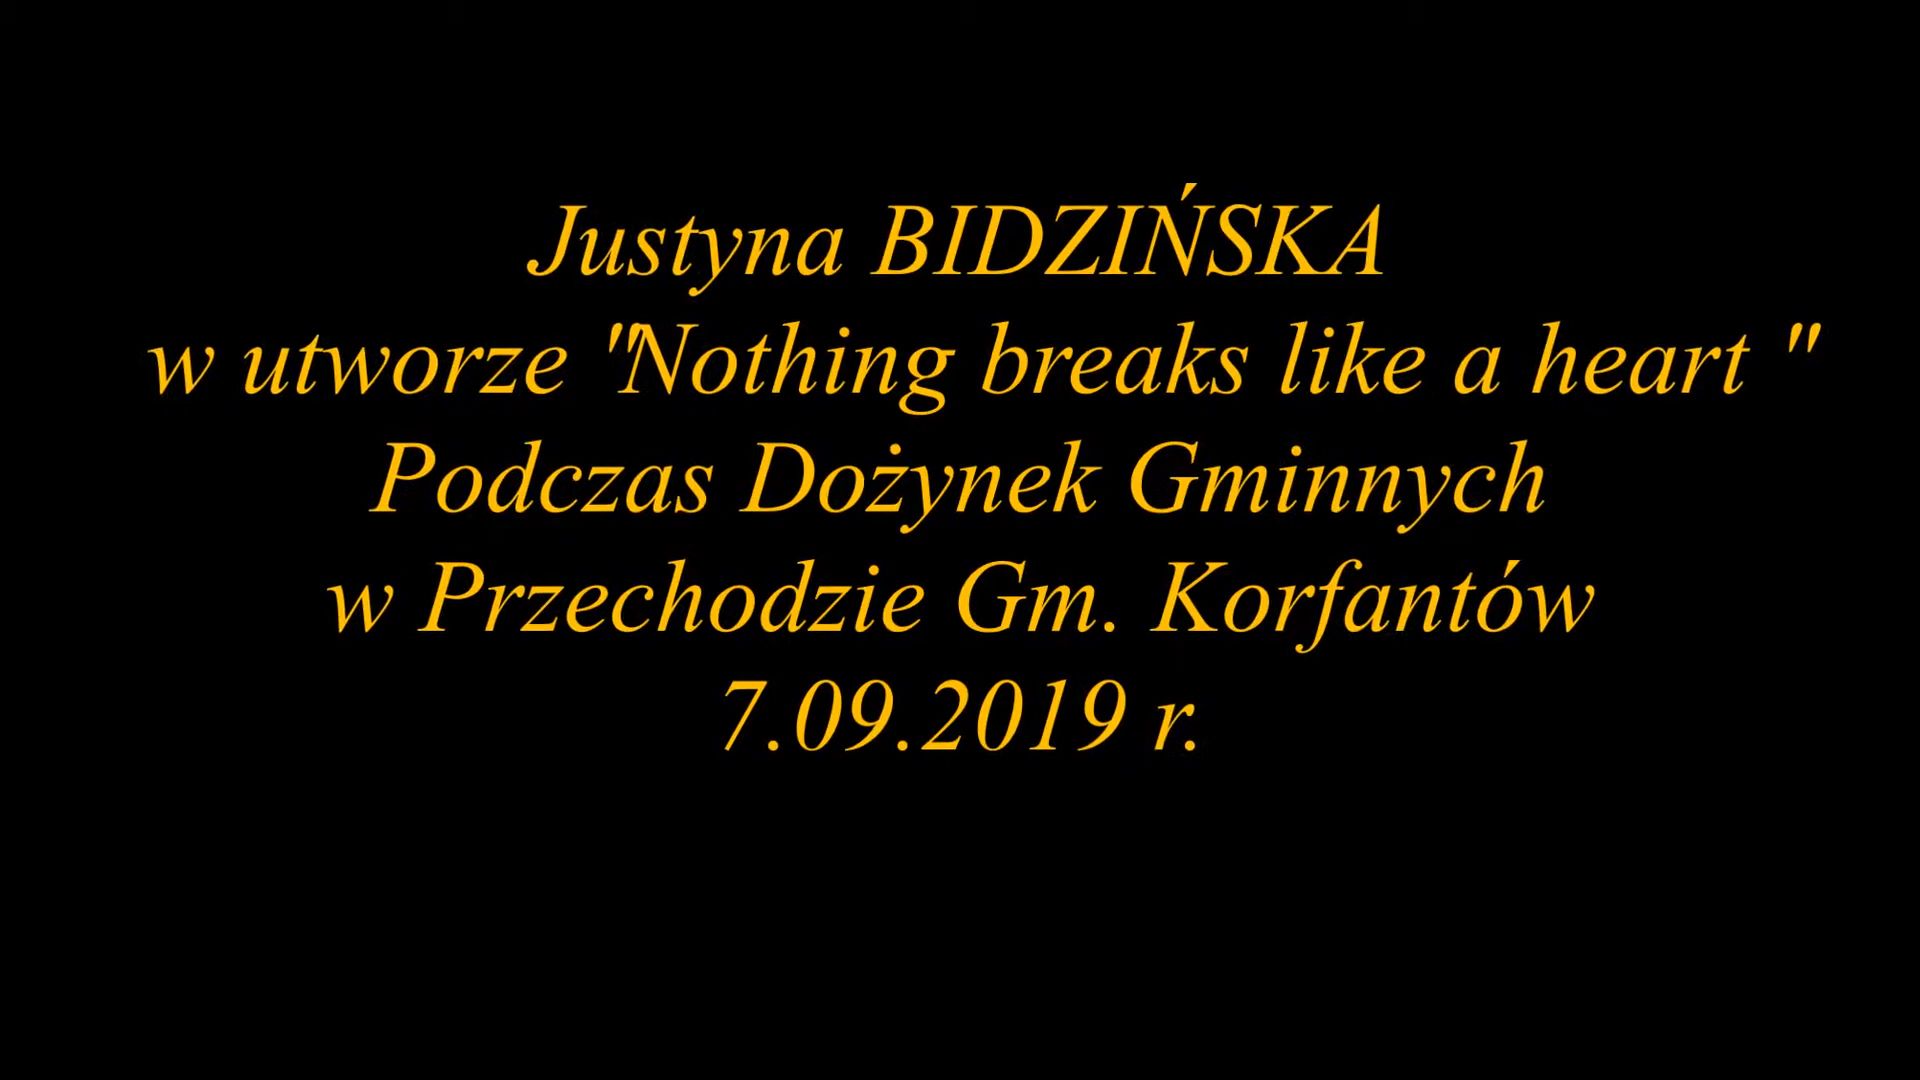 Justyna BIDZIŃSKA
w utworze "Nothing breaks like a heart "
Podczas Dożynek Gminnych
w Przechodzie Gm. Korfantów
7.09.2019 r.